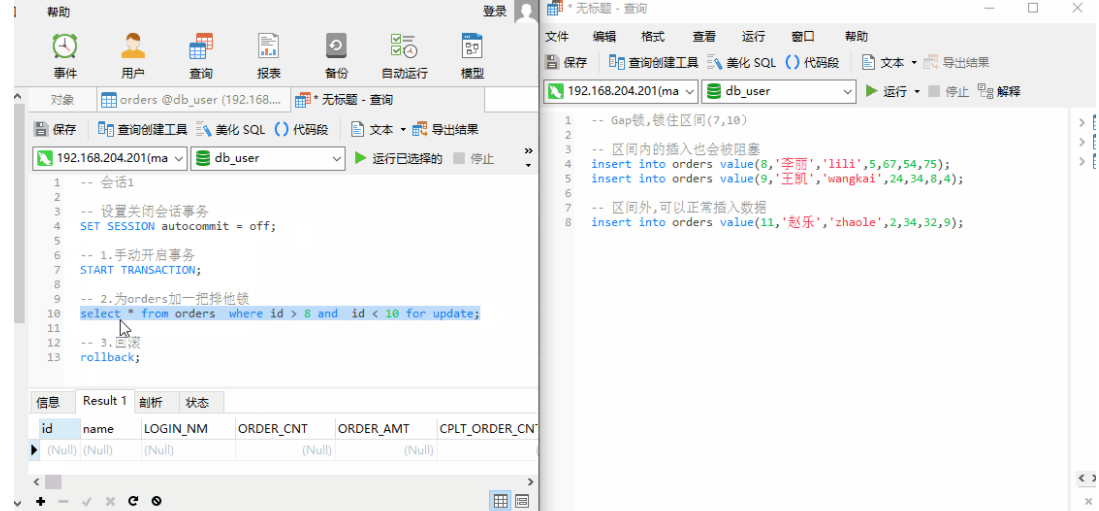 帮助
登录
事件 用户 查询 报表 备份 自动运行 模型
对象 orders @db_user (192.168.... * 无标题 - 查询
保存 查询创建工具 美化 SQL () 代码段 文本 导出结果
192.168.204.201(ma db_user 运行已选择的 停止 »
1 -- 会话1
2
3 -- 设置关闭会话事务
4 SET SESSION autocommit = off;
5
6 -- 1.手动开启事务
7 START TRANSACTION;
8
9 -- 2.为orders加一把排他锁
10 select * from orders  where id > 8 and  id < 10 for update;
11
12 -- 3.回滚
13 rollback;
信息 Result 1 剖析 状态
id name LOGIN_NM ORDER_CNT ORDER_AMT CPLT_ORDER_CN
(Null) (Null) (Null) (Null) (Null)
* 无标题 - 查询
文件 编辑 格式 查看 运行 窗口 帮助
保存 查询创建工具 美化 SQL () 代码段 文本 导出结果
192.168.204.201(ma db_user 运行 停止 解释
1 -- Gap锁,锁住区间(7,10)
2
3 -- 区间内的插入也会被阻塞
4 insert into orders value(8,'李丽','lili',5,67,54,75);
5 insert into orders value(9,'王凯','wangkai',24,34,8,4);
6
7 -- 区间外,可以正常插入数据
8 insert into orders value(11,'赵乐','zhaole',2,34,32,9);